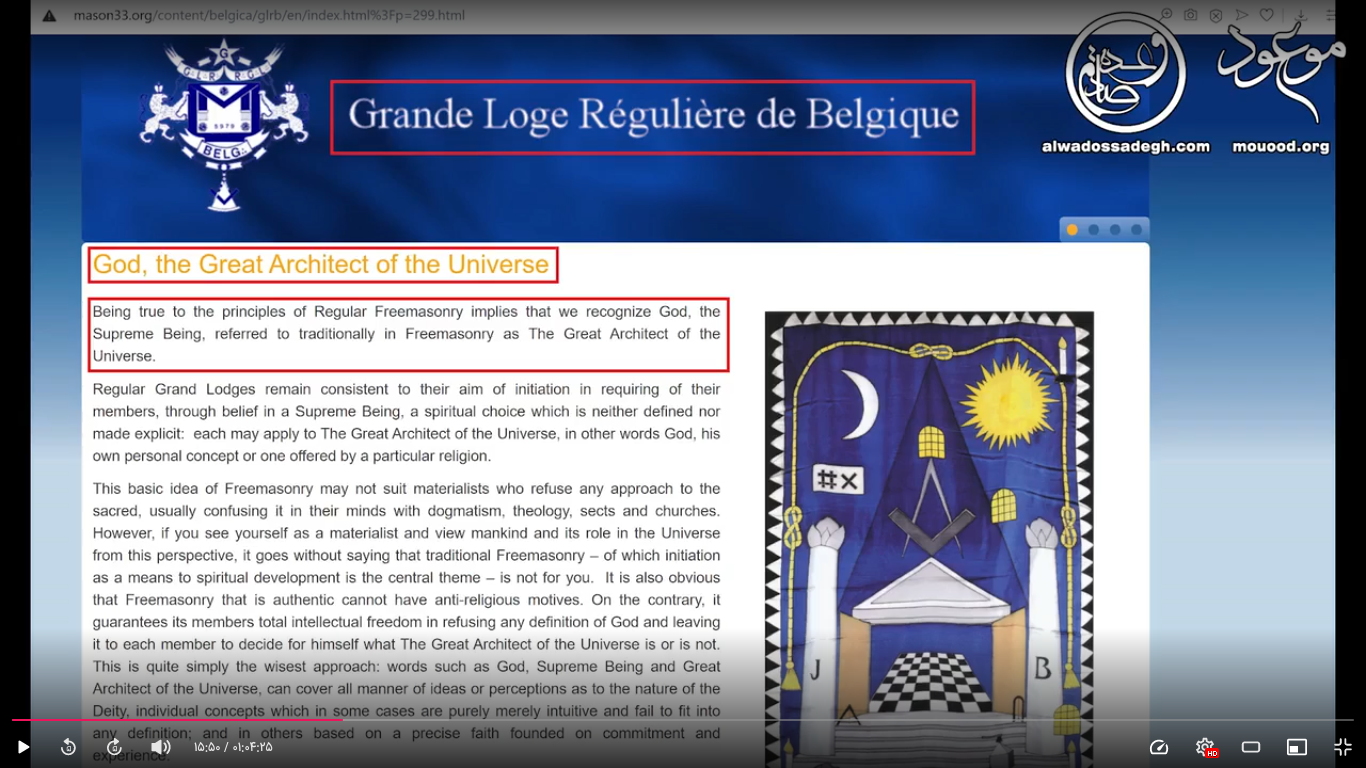 mason33.org/content/belgica/glrb/en/index.html%3Fp=299.html
موعود
وعده صادق
alwadossadegh.com
mouood.org
G
G∴L∴R∴ R∴G∴L∴
5979
BELG∴
Grande Loge Régulière de Belgique
God, the Great Architect of the Universe
Being true to the principles of Regular Freemasonry implies that we recognize God, the
Supreme Being, referred to traditionally in Freemasonry as The Great Architect of the
Universe.
Regular Grand Lodges remain consistent to their aim of initiation in requiring of their
members, through belief in a Supreme Being, a spiritual choice which is neither defined nor
made explicit: each may apply to The Great Architect of the Universe, in other words God, his
own personal concept or one offered by a particular religion.
This basic idea of Freemasonry may not suit materialists who refuse any approach to the
sacred, usually confusing it in their minds with dogmatism, theology, sects and churches.
However, if you see yourself as a materialist and view mankind and its role in the Universe
from this perspective, it goes without saying that traditional Freemasonry – of which initiation
as a means to spiritual development is the central theme – is not for you. It is also obvious
that Freemasonry that is authentic cannot have anti-religious motives. On the contrary, it
guarantees its members total intellectual freedom in refusing any definition of God and leaving
it to each member to decide for himself what The Great Architect of the Universe is or is not.
This is quite simply the wisest approach: words such as God, Supreme Being and Great
Architect of the Universe, can cover all manner of ideas or perceptions as to the nature of the
Deity, individual concepts which in some cases are purely merely intuitive and fail to fit into
any definition; and in others based on a precise faith founded on commitment and
experience.
J
B
۱۵:۵۰ / ۰۱:۰۴:۲۵
HD